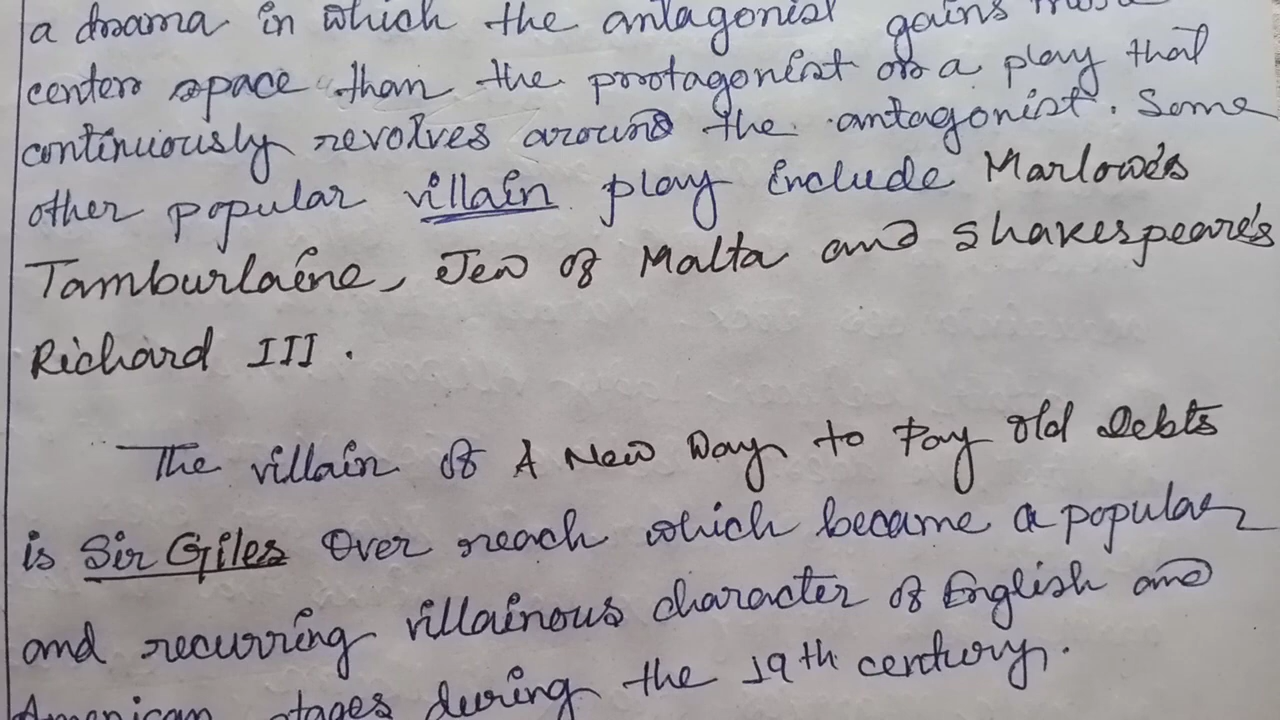 a drama in which the antagonist gains more
center space than the protagonist or a play that
continuously revolves around the antagonist. Some
other popular villain play include Marlowe's
Tamburlaine, Jew of Malta and Shakespeare's
Richard III.
The villain of A New Way to Pay Old Debts
is Sir Giles Over reach which became a popular
and recurring villainous character of English and
American stages during the 19th century.